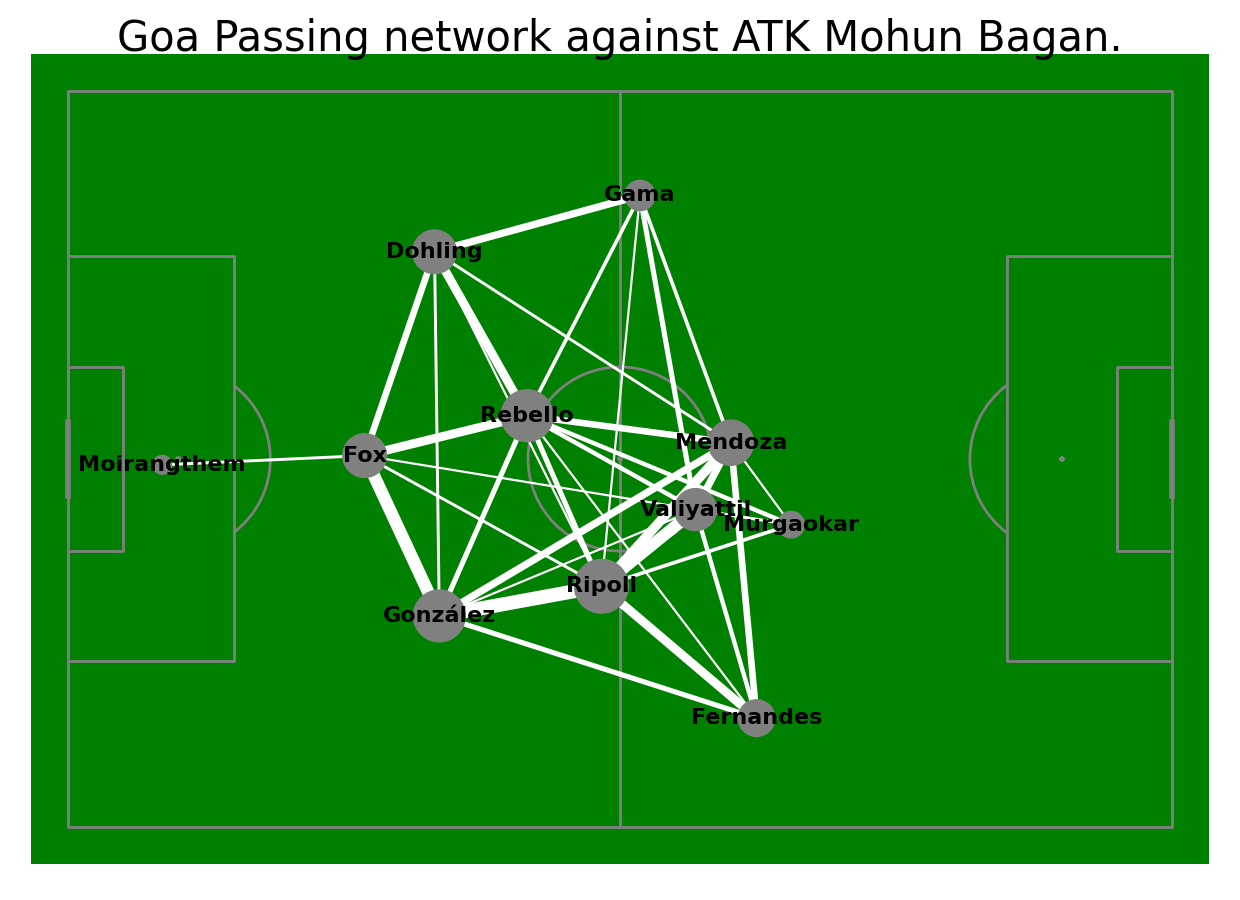 Goa Passing network against ATK Mohun Bagan.
Gama
Dohling
Rebello
Mendoza
Fox
Moirangthem
Valiyattil
Murgaokar
Ripoll
González
Fernandes